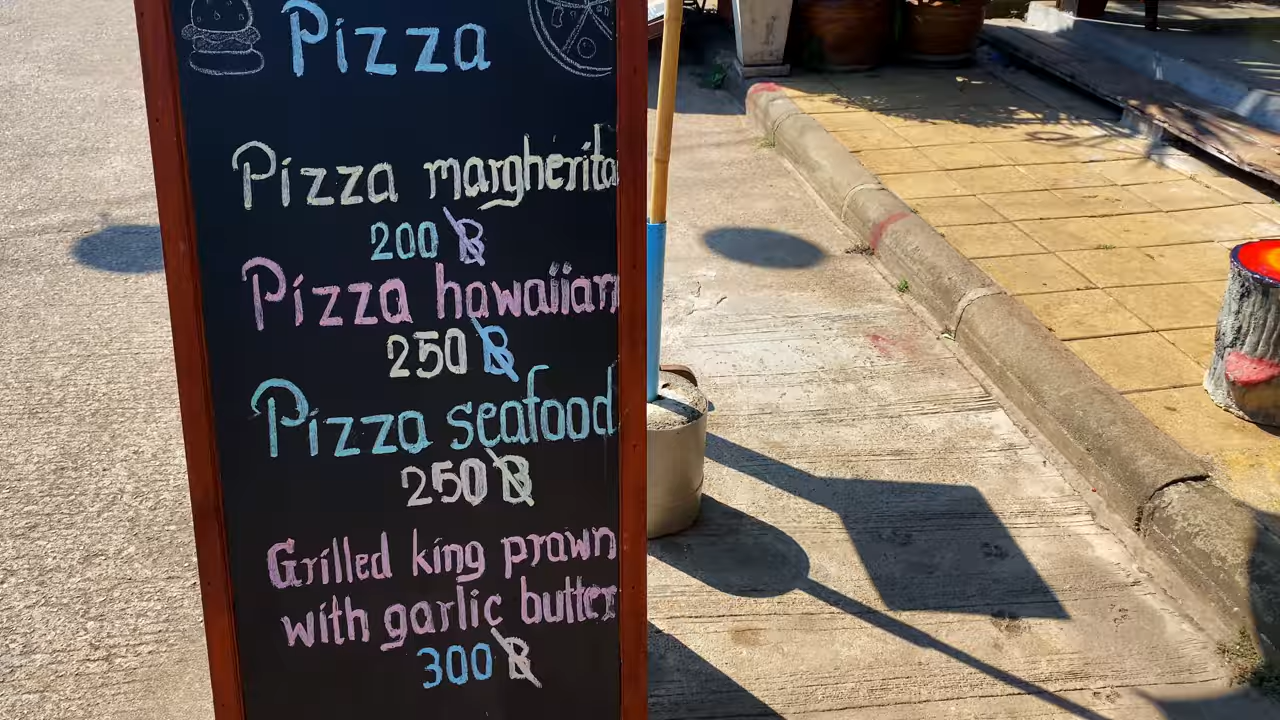 Pizza
Pizza margherita
200 ฿
Pizza hawaiian
250 ฿
Pizza seafood
250 ฿
Grilled king prawn
with garlic butter
300 ฿